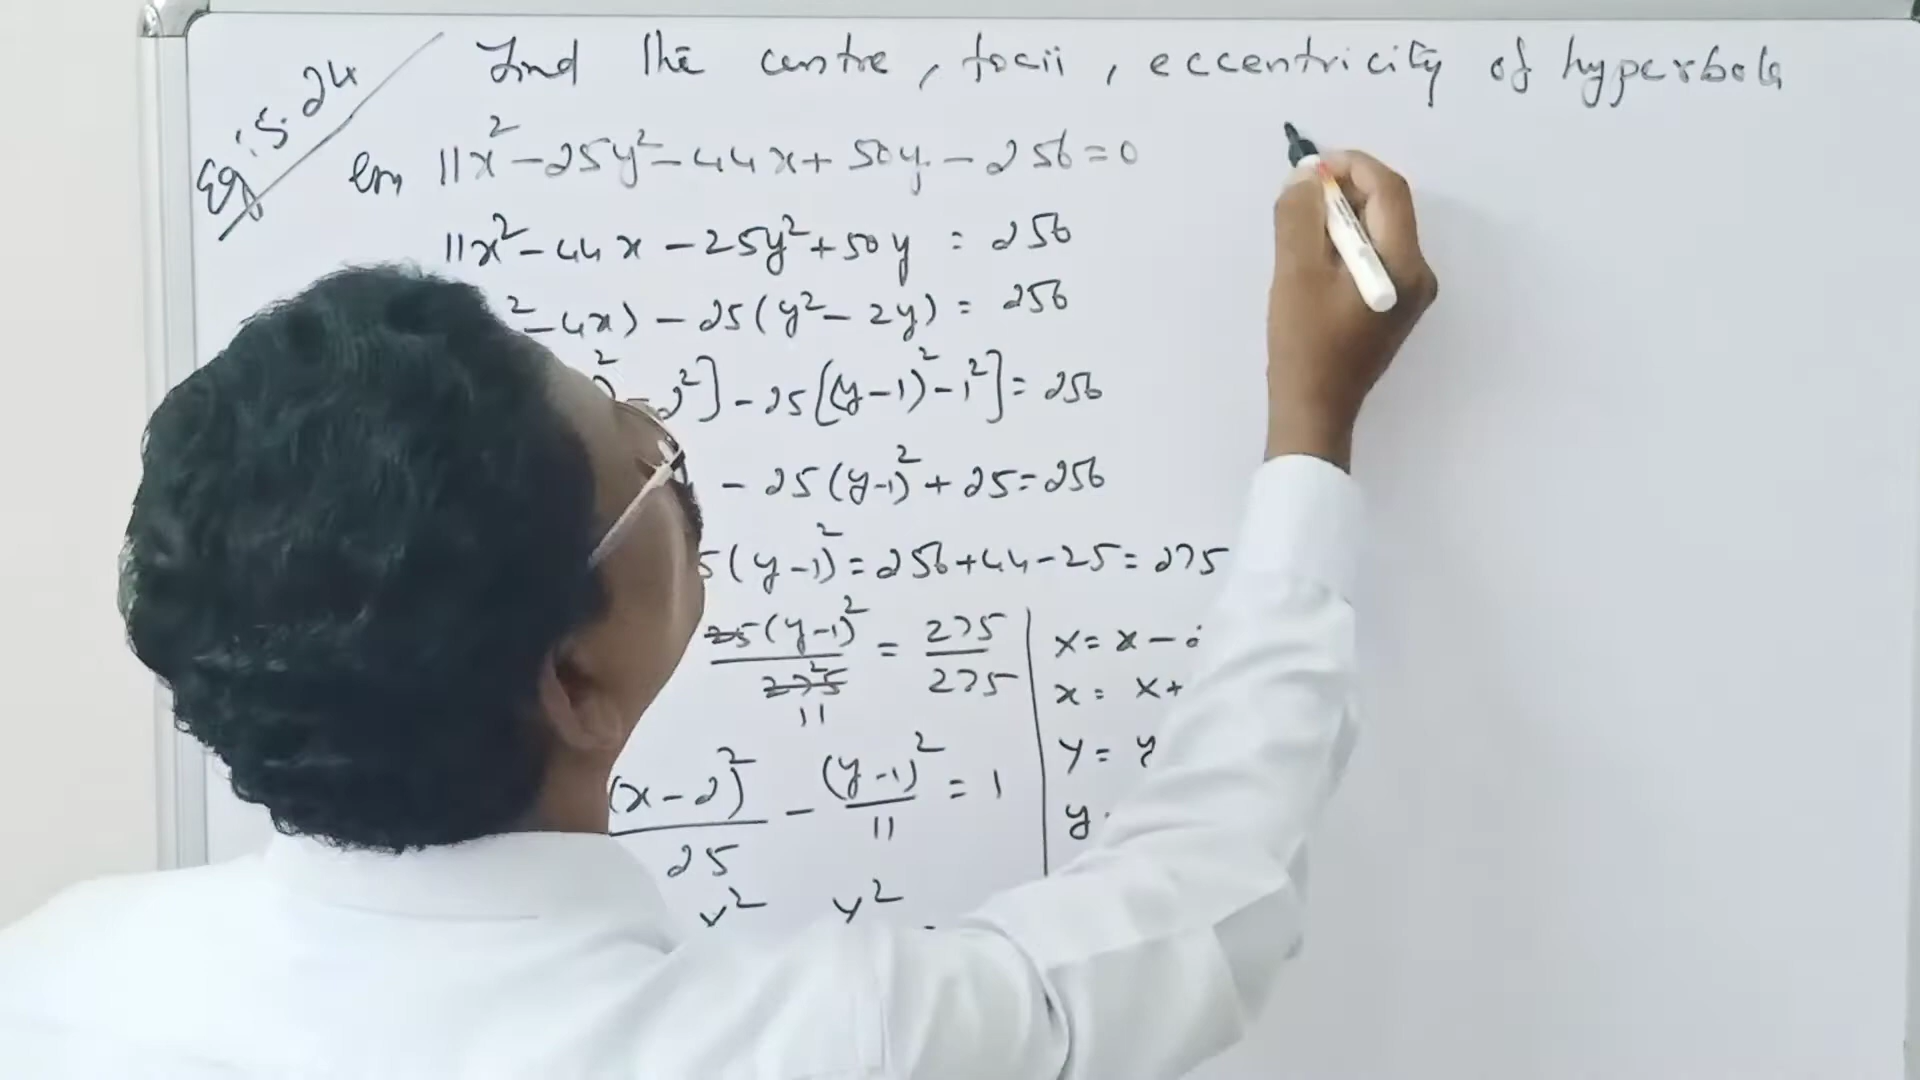 Eg: 5.24
Find the centre, focii, eccentricity of hyperbola
11x² - 25y² - 44x + 50y - 256 = 0
11x² - 44x - 25y² + 50y = 256
² - 4x) - 25(y² - 2y) = 256
² - 2²] - 25[(y-1)² - 1²] = 256
- 25(y-1)² + 25 = 256
5(y-1)² = 256 + 44 - 25 = 275
25(y-1)² / 275 = 275 / 275
11
(x-2)² / 25 - (y-1)² / 11 = 1
y²
X = x -
x = X +
Y = y
y